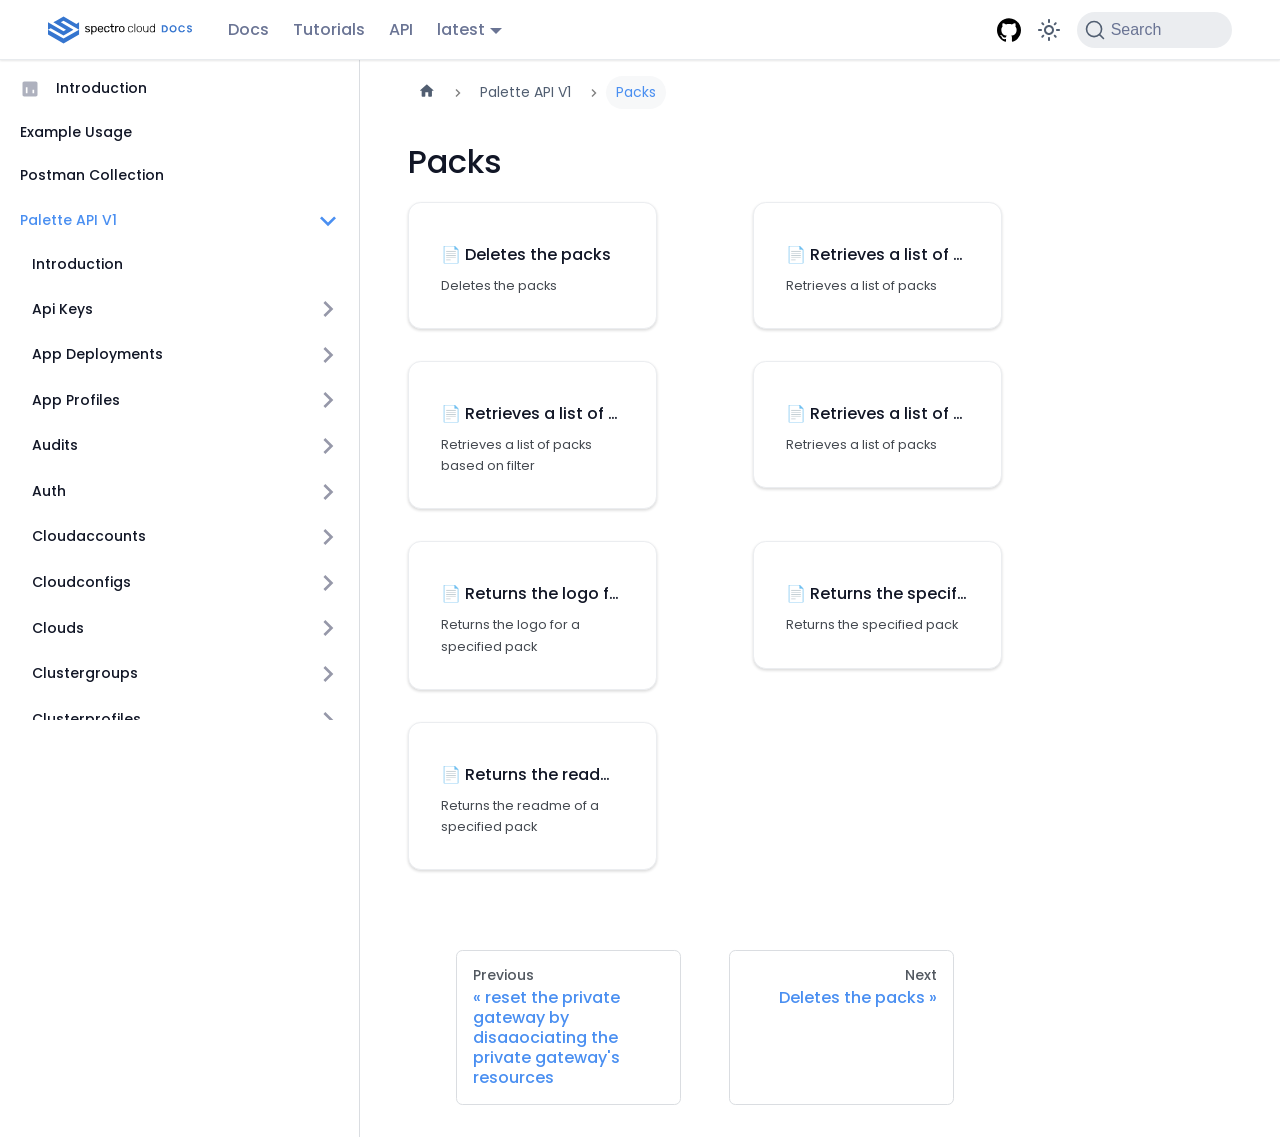 spectro cloud DOCS
Docs
Tutorials
API
latest
Search
Introduction
Example Usage
Postman Collection
Palette API V1
Introduction
Api Keys
App Deployments
App Profiles
Audits
Auth
Cloudaccounts
Cloudconfigs
Clouds
Clustergroups
Clusterprofiles
Palette API V1
Packs
Packs
Deletes the packs
Deletes the packs
Retrieves a list of ...
Retrieves a list of packs
Retrieves a list of ...
Retrieves a list of packs
based on filter
Retrieves a list of ...
Retrieves a list of packs
Returns the logo f...
Returns the logo for a
specified pack
Returns the specif...
Returns the specified pack
Returns the read...
Returns the readme of a
specified pack
Previous
« reset the private
gateway by
disaaociating the
private gateway's
resources
Next
Deletes the packs »